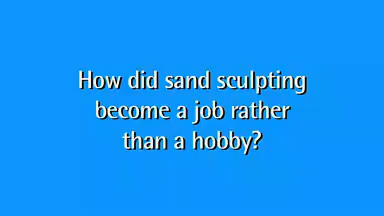 How did sand sculpting
become a job rather
than a hobby?